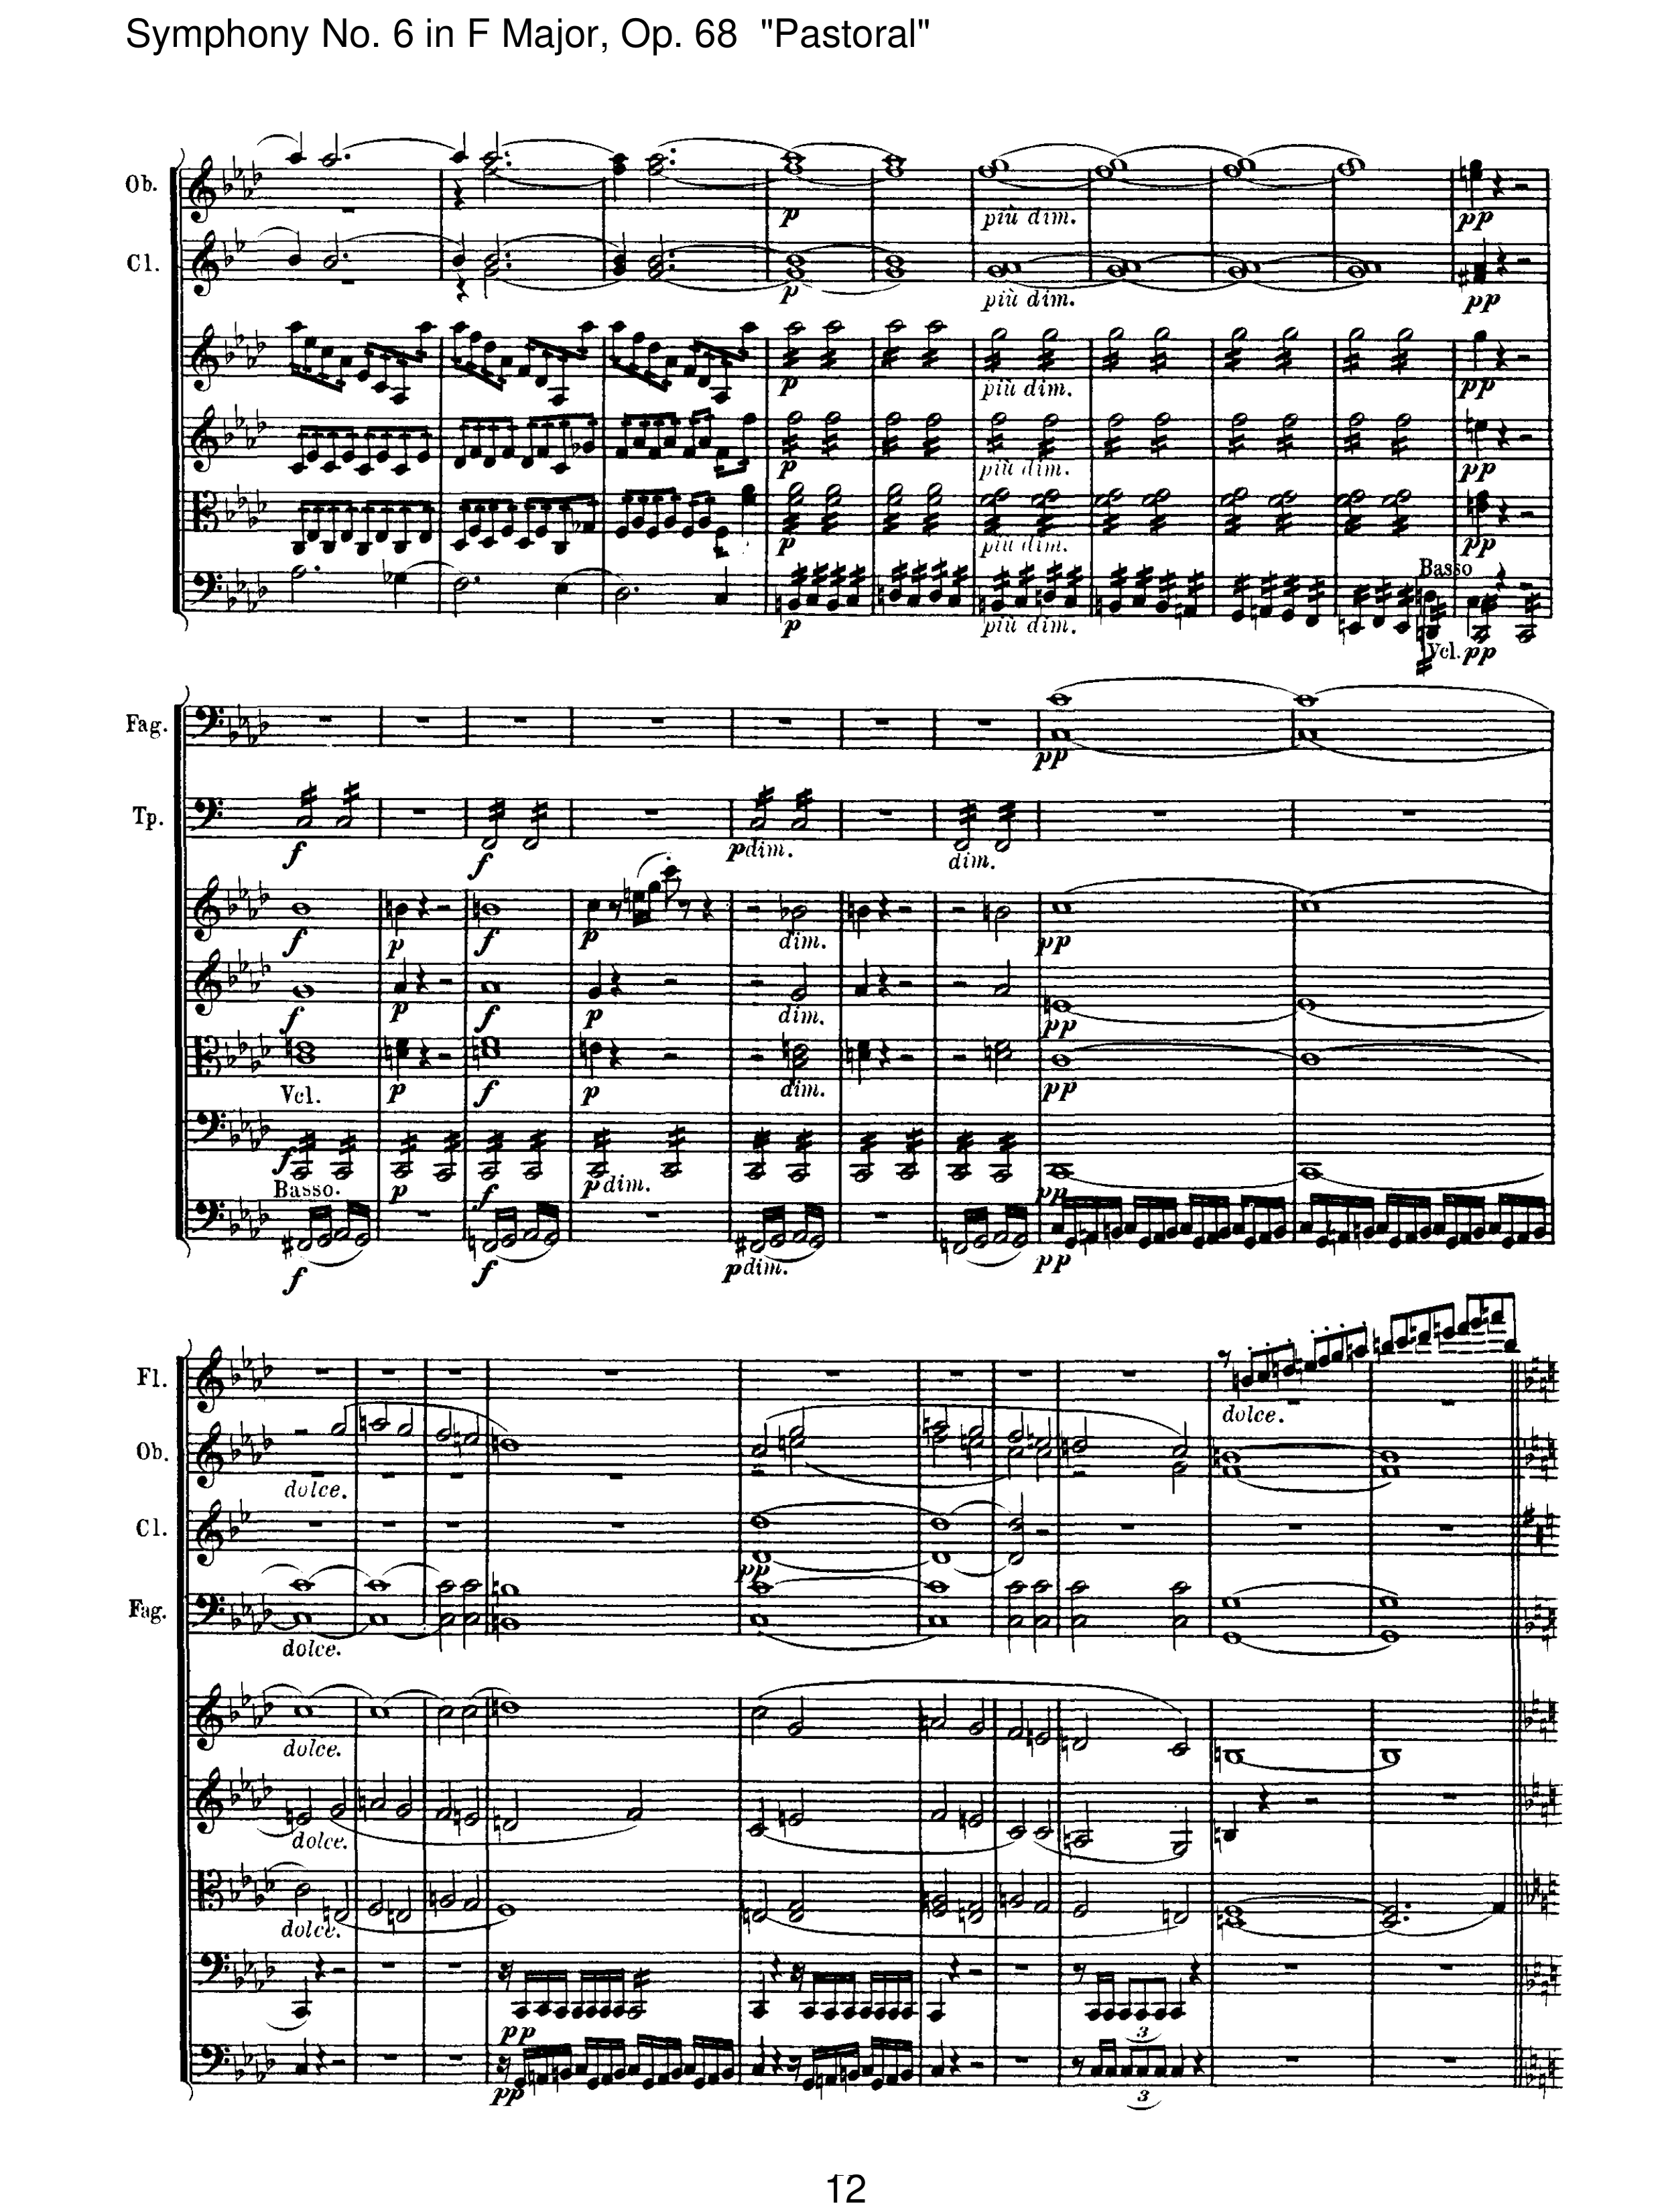 Symphony No. 6 in F Major, Op. 68 "Pastoral"
Ob.
p
più dim.
pp
Cl.
p
più dim.
pp
p
più dim.
pp
p
più dim.
pp
p
più dim.
pp
Basso
p
più dim.
Vcl. pp
Fag.
pp
Tp.
f
f
p dim.
dim.
f
p
f
p
dim.
pp
f
p
f
p
dim.
pp
p
f
p
dim.
pp
Vcl.
f
p
f
p dim.
pp
Basso.
f
f
p dim.
pp
Fl.
dolce.
Ob.
dolce.
Cl.
pp
Fag.
dolce.
dolce.
dolce.
dolce.
pp
3
pp
3
12